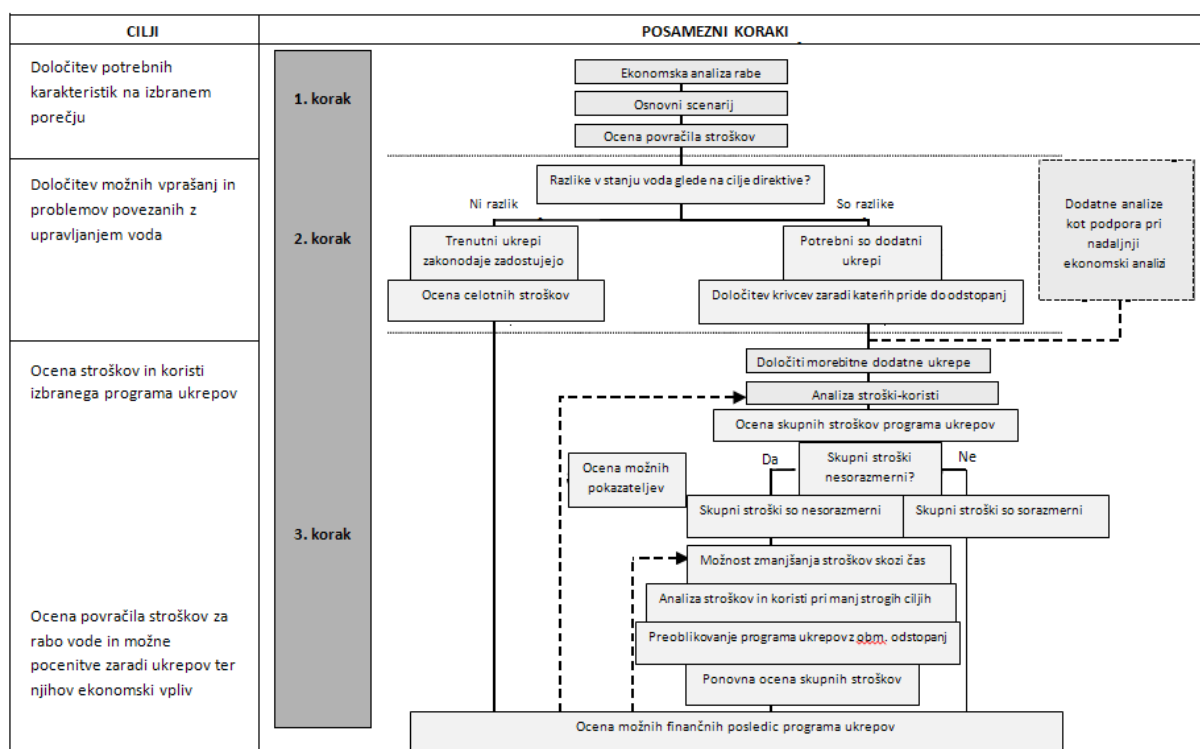 CILJI
POSAMEZNI KORAKI
Določitev potrebnih
karakteristik na izbranem
porečju
1. korak
Ekonomska analiza rabe
Osnovni scenarij
Ocena povračila stroškov
Določitev možnih vprašanj in
problemov povezanih z
upravljanjem voda
2. korak
Razlike v stanju voda glede na cilje direktive?
Ni razlik
So razlike
Trenutni ukrepi
zakonodaje zadostujejo
Ocena celotnih stroškov
Potrebni so dodatni
ukrepi
Določitev krivcev zaradi katerih pride do odstopanj
Dodatne analize
kot podpora pri
nadaljnji
ekonomski analizi
Ocena stroškov in koristi
izbranega programa ukrepov
3. korak
Določiti morebitne dodatne ukrepe
Analiza stroški-koristi
Ocena skupnih stroškov programa ukrepov
Ocena možnih
pokazateljev
Da
Skupni stroški
nesorazmerni?
Ne
Skupni stroški so nesorazmerni
Skupni stroški so sorazmerni
Možnost zmanjšanja stroškov skozi čas
Analiza stroškov in koristi pri manj strogih ciljih
Preoblikovanje programa ukrepov z obm. odstopanj
Ponovna ocena skupnih stroškov
Ocena povračila stroškov za
rabo vode in možne
pocenitve zaradi ukrepov ter
njihov ekonomski vpliv
Ocena možnih finančnih posledic programa ukrepov